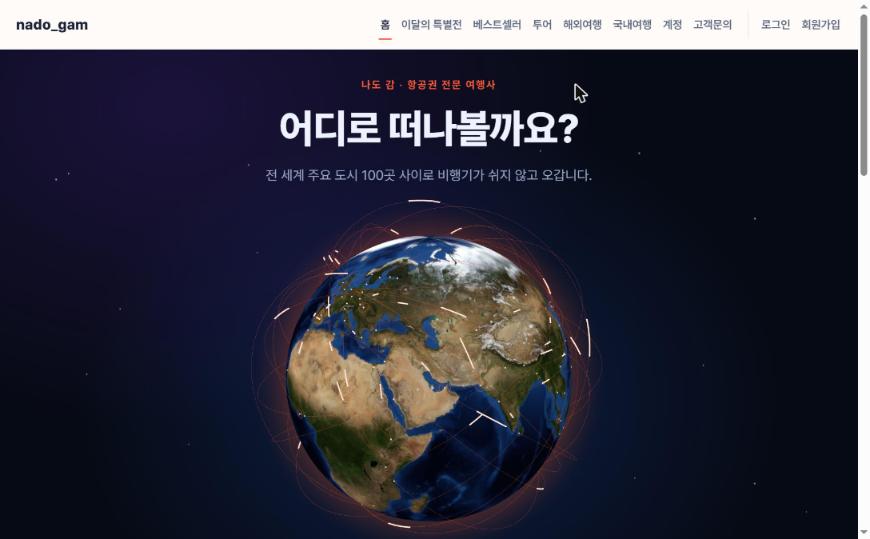 nado_gam
홈 이달의 특별전 베스트셀러 투어 해외여행 국내여행 계정 고객문의 로그인 회원가입
나도 감 · 항공권 전문 여행사
어디로 떠나볼까요?
전 세계 주요 도시 100곳 사이로 비행기가 쉬지 않고 오갑니다.